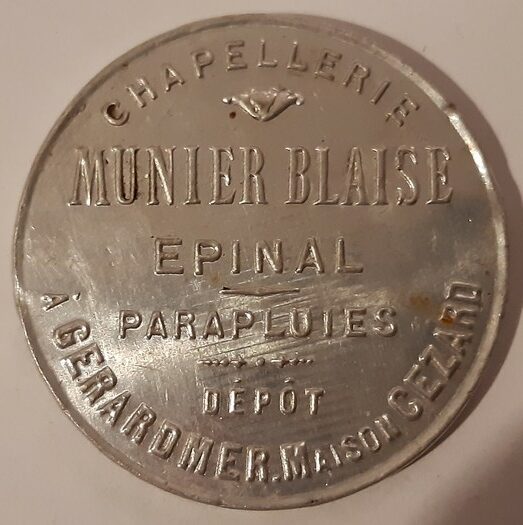 CHAPELLERIE
MUNIER BLAISE
EPINAL
PARAPLUIES
DÉPÔT
À GERARDMER. MAISON CEZARD